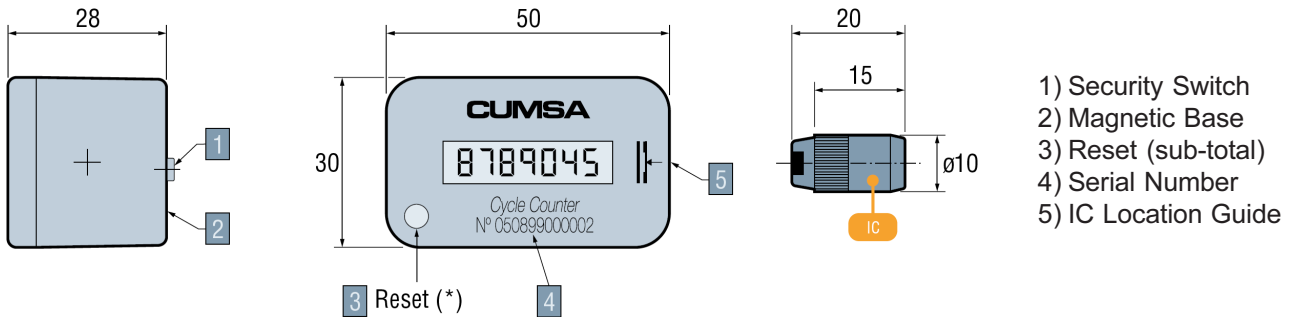 28
1
2
50
30
CUMSA
8789045
Cycle Counter
Nº 050899000002
5
3 Reset (*)
4
20
15
ø10
IC
1) Security Switch
2) Magnetic Base
3) Reset (sub-total)
4) Serial Number
5) IC Location Guide